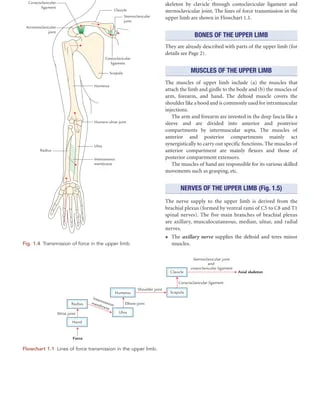 Coracoclavicular
ligament
Clavicle
Sternoclavicular
joint
Acromioclavicular
joint
Costoclavicular
ligament
Scapula
Humerus
Humero-ulnar joint
Ulna
Radius
Interosseous
membrane
Fig. 1.4 Transmission of force in the upper limb.
skeleton by clavicle through costoclavicular ligament and
sternoclavicular joint. The lines of force transmission in the
upper limb are shown in Flowchart 1.1.
BONES OF THE UPPER LIMB
They are already described with parts of the upper limb (for
details see Page 2).
MUSCLES OF THE UPPER LIMB
The muscles of upper limb include (a) the muscles that
attach the limb and girdle to the body and (b) the muscles of
arm, forearm, and hand. The deltoid muscle covers the
shoulder like a hood and is commonly used for intramuscular
injections.
The arm and forearm are invested in the deep fascia like a
sleeve and are divided into anterior and posterior
compartments by intermuscular septa. The muscles of
anterior and posterior compartments mainly act
synergistically to carry out specific functions. The muscles of
anterior compartment are mainly flexors and those of
posterior compartment extensors.
The muscles of hand are responsible for its various skilled
movements such as grasping, etc.
NERVES OF THE UPPER LIMB (Fig. 1.5)
The nerve supply to the upper limb is derived from the
brachial plexus (formed by ventral rami of C5 to C8 and T1
spinal nerves). The five main branches of brachial plexus
are axillary, musculocutaneous, median, ulnar, and radial
nerves.
• The axillary nerve supplies the deltoid and teres minor
muscles.
Sternoclavicular joint
and
costoclavicular ligament
Clavicle
Axial skeleton
Coracoclavicular ligament
Shoulder joint
Humerus
Scapula
Radius
Interosseous
membrane
Elbow joint
Ulna
Wrist joint
Hand
Force
Flowchart 1.1 Lines of force transmission in the upper limb.